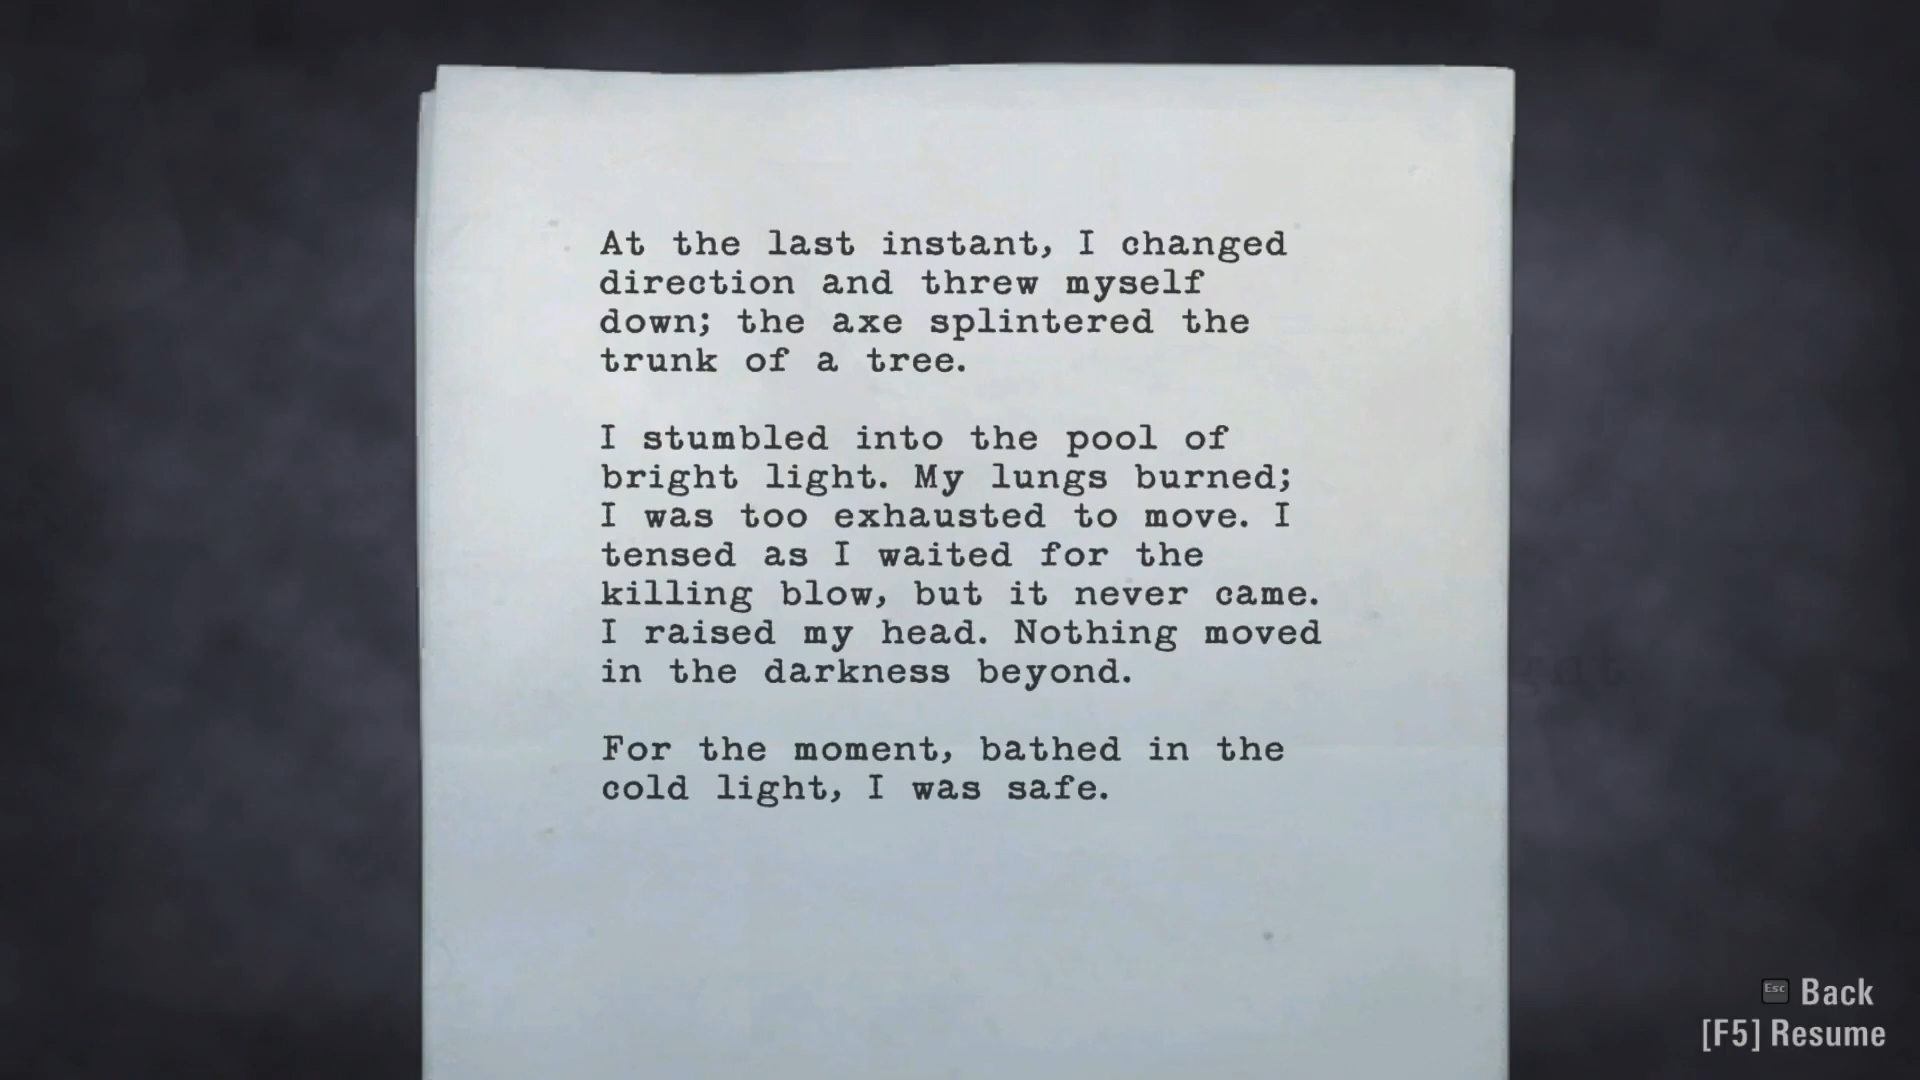 At the last instant, I changed
direction and threw myself
down; the axe splintered the
trunk of a tree.
I stumbled into the pool of
bright light. My lungs burned;
I was too exhausted to move. I
tensed as I waited for the
killing blow, but it never came.
I raised my head. Nothing moved
in the darkness beyond.
For the moment, bathed in the
cold light, I was safe.
Esc Back
[F5] Resume